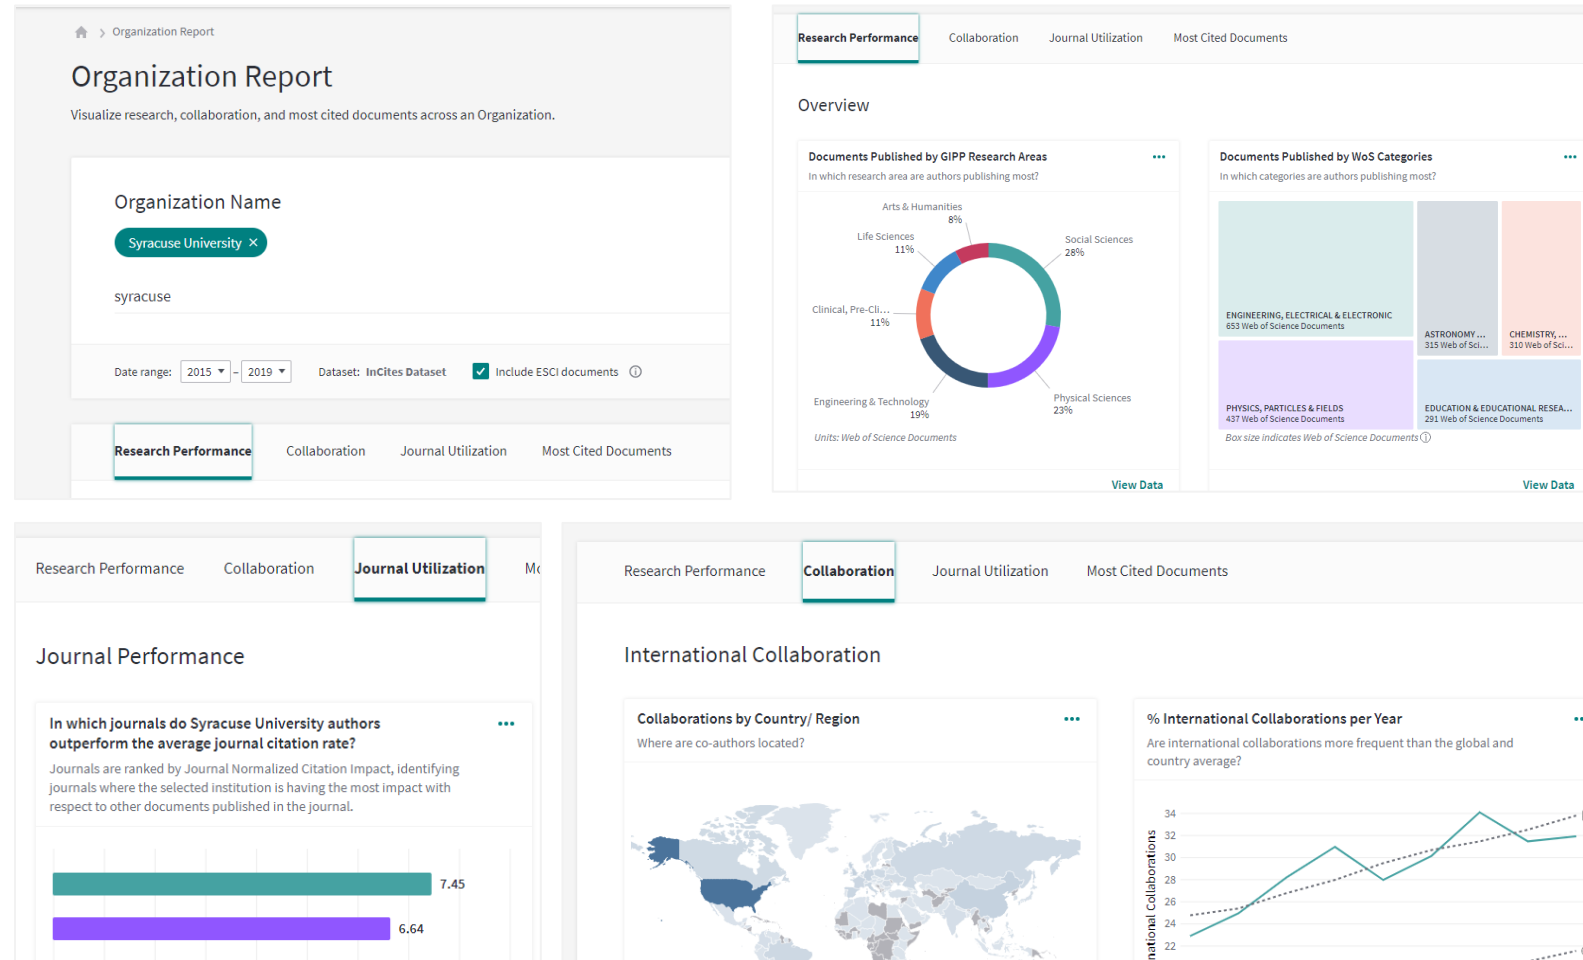 Organization Report
Organization Report
Visualize research, collaboration, and most cited documents across an Organization.
Organization Name
Syracuse University ×
syracuse
Date range: 2015 – 2019 Dataset: InCites Dataset Include ESCI documents
Research Performance Collaboration Journal Utilization Most Cited Documents
Research Performance Collaboration Journal Utilization Most Cited Documents
Overview
Documents Published by GIPP Research Areas
In which research area are authors publishing most?
Arts & Humanities
8%
Life Sciences
11%
Social Sciences
28%
Clinical, Pre-Cli...
11%
Engineering & Technology
19%
Physical Sciences
23%
Units: Web of Science Documents
View Data
Documents Published by WoS Categories
In which categories are authors publishing most?
ENGINEERING, ELECTRICAL & ELECTRONIC
653 Web of Science Documents
ASTRONOMY ...
315 Web of Sci...
CHEMISTRY, ...
310 Web of Sci...
PHYSICS, PARTICLES & FIELDS
437 Web of Science Documents
EDUCATION & EDUCATIONAL RESEA...
291 Web of Science Documents
Box size indicates Web of Science Documents
View Data
Research Performance Collaboration Journal Utilization
Journal Performance
In which journals do Syracuse University authors
outperform the average journal citation rate?
Journals are ranked by Journal Normalized Citation Impact, identifying
journals where the selected institution is having the most impact with
respect to other documents published in the journal.
7.45
6.64
Research Performance Collaboration Journal Utilization Most Cited Documents
International Collaboration
Collaborations by Country/ Region
Where are co-authors located?
% International Collaborations per Year
Are international collaborations more frequent than the global and
country average?
national Collaborations
34
32
30
28
26
24
22